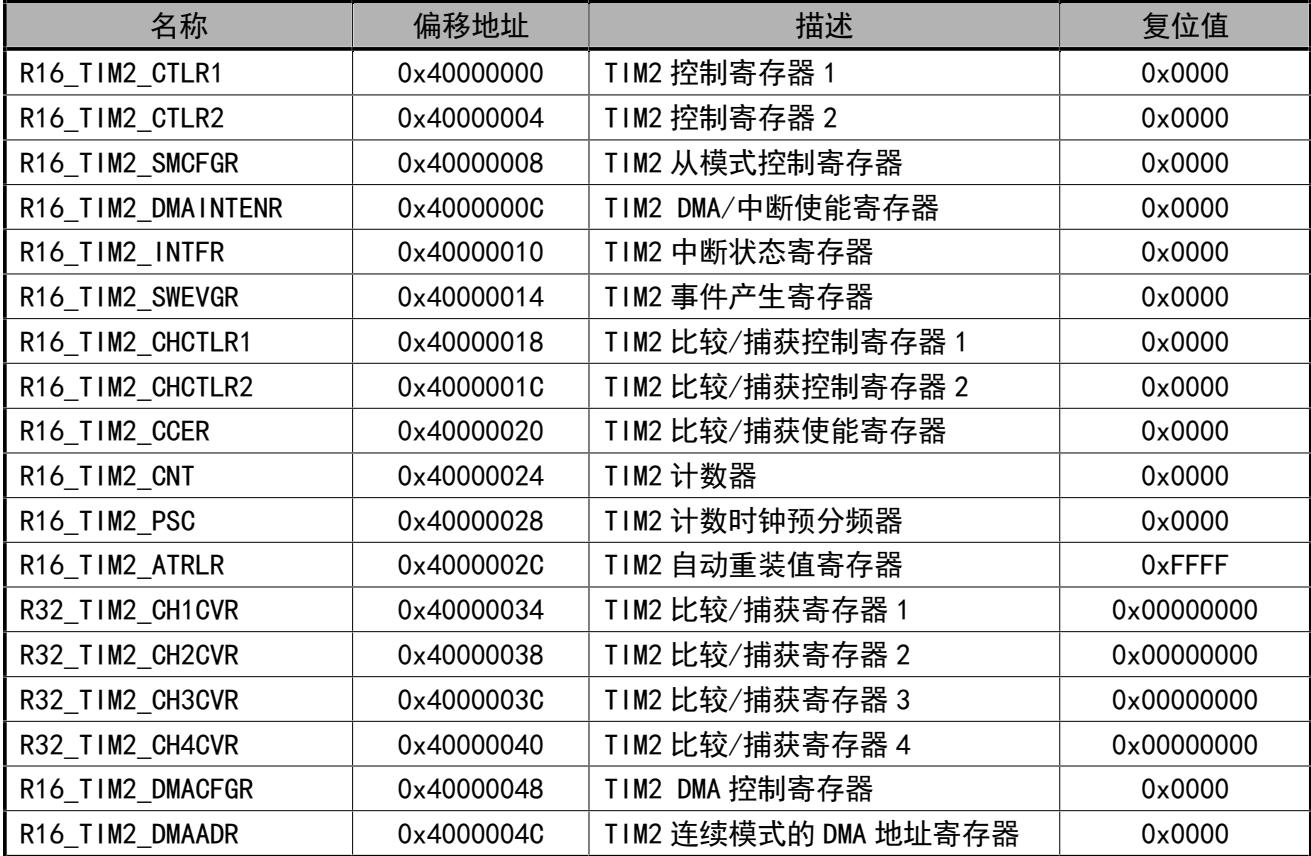 名称 偏移地址 描述 复位值
R16_TIM2_CTLR1 0x40000000 TIM2 控制寄存器 1 0x0000
R16_TIM2_CTLR2 0x40000004 TIM2 控制寄存器 2 0x0000
R16_TIM2_SMCFGR 0x40000008 TIM2 从模式控制寄存器 0x0000
R16_TIM2_DMAINTENR 0x4000000C TIM2 DMA/中断使能寄存器 0x0000
R16_TIM2_INTFR 0x40000010 TIM2 中断状态寄存器 0x0000
R16_TIM2_SWEVGR 0x40000014 TIM2 事件产生寄存器 0x0000
R16_TIM2_CHCTLR1 0x40000018 TIM2 比较/捕获控制寄存器 1 0x0000
R16_TIM2_CHCTLR2 0x4000001C TIM2 比较/捕获控制寄存器 2 0x0000
R16_TIM2_CCER 0x40000020 TIM2 比较/捕获使能寄存器 0x0000
R16_TIM2_CNT 0x40000024 TIM2 计数器 0x0000
R16_TIM2_PSC 0x40000028 TIM2 计数时钟预分频器 0x0000
R16_TIM2_ATRLR 0x4000002C TIM2 自动重装值寄存器 0xFFFF
R32_TIM2_CH1CVR 0x40000034 TIM2 比较/捕获寄存器 1 0x00000000
R32_TIM2_CH2CVR 0x40000038 TIM2 比较/捕获寄存器 2 0x00000000
R32_TIM2_CH3CVR 0x4000003C TIM2 比较/捕获寄存器 3 0x00000000
R32_TIM2_CH4CVR 0x40000040 TIM2 比较/捕获寄存器 4 0x00000000
R16_TIM2_DMACFGR 0x40000048 TIM2 DMA 控制寄存器 0x0000
R16_TIM2_DMAADR 0x4000004C TIM2 连续模式的 DMA 地址寄存器 0x0000